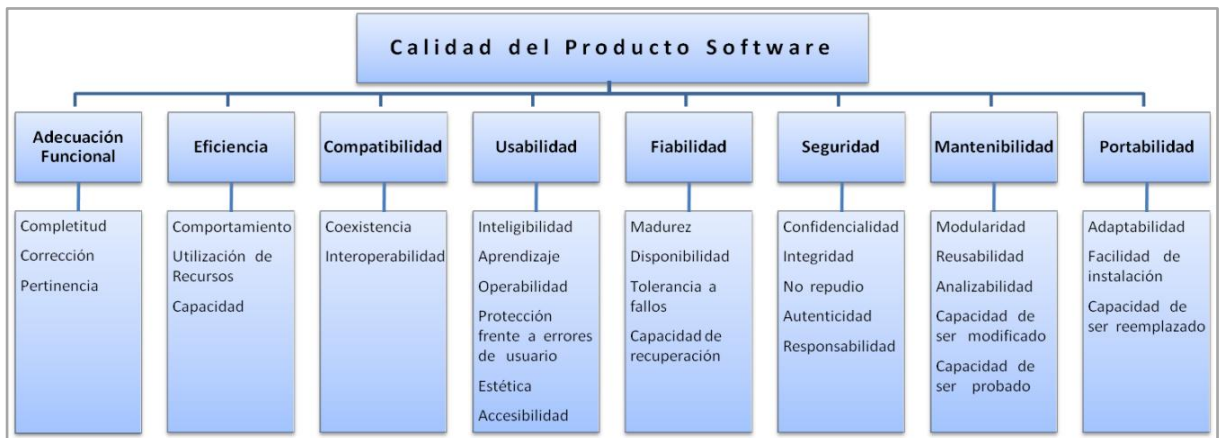 Calidad del Producto Software
Adecuación
Funcional
Completitud
Corrección
Pertinencia
Eficiencia
Comportamiento
Utilización de
Recursos
Capacidad
Compatibilidad
Coexistencia
Interoperabilidad
Usabilidad
Inteligibilidad
Aprendizaje
Operabilidad
Protección
frente a errores
de usuario
Estética
Accesibilidad
Fiabilidad
Madurez
Disponibilidad
Tolerancia a
fallos
Capacidad de
recuperación
Seguridad
Confidencialidad
Integridad
No repudio
Autenticidad
Responsabilidad
Mantenibilidad
Modularidad
Reusabilidad
Analizabilidad
Capacidad de
ser modificado
Capacidad de
ser probado
Portabilidad
Adaptabilidad
Facilidad de
instalación
Capacidad de
ser reemplazado